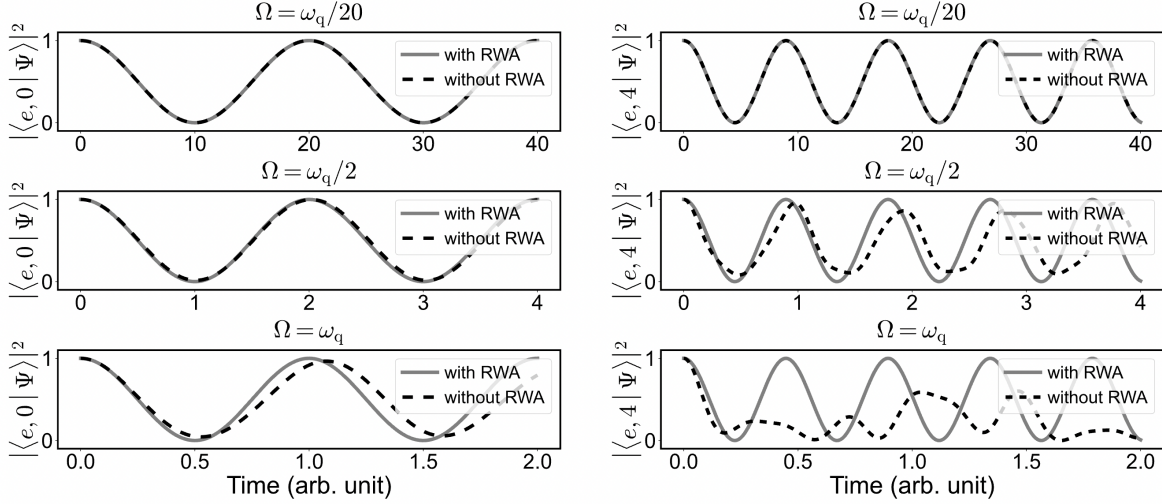 Ω = ω_q/20
|⟨e, 0 | Ψ⟩|²
1
0
with RWA
without RWA
0 10 20 30 40
Ω = ω_q/2
|⟨e, 0 | Ψ⟩|²
1
0
with RWA
without RWA
0 1 2 3 4
Ω = ω_q
|⟨e, 0 | Ψ⟩|²
1
0
with RWA
without RWA
0.0 0.5 1.0 1.5 2.0
Time (arb. unit)
Ω = ω_q/20
|⟨e, 4 | Ψ⟩|²
1
0
with RWA
without RWA
0 10 20 30 40
Ω = ω_q/2
|⟨e, 4 | Ψ⟩|²
1
0
with RWA
without RWA
0 1 2 3 4
Ω = ω_q
|⟨e, 4 | Ψ⟩|²
1
0
with RWA
without RWA
0.0 0.5 1.0 1.5 2.0
Time (arb. unit)